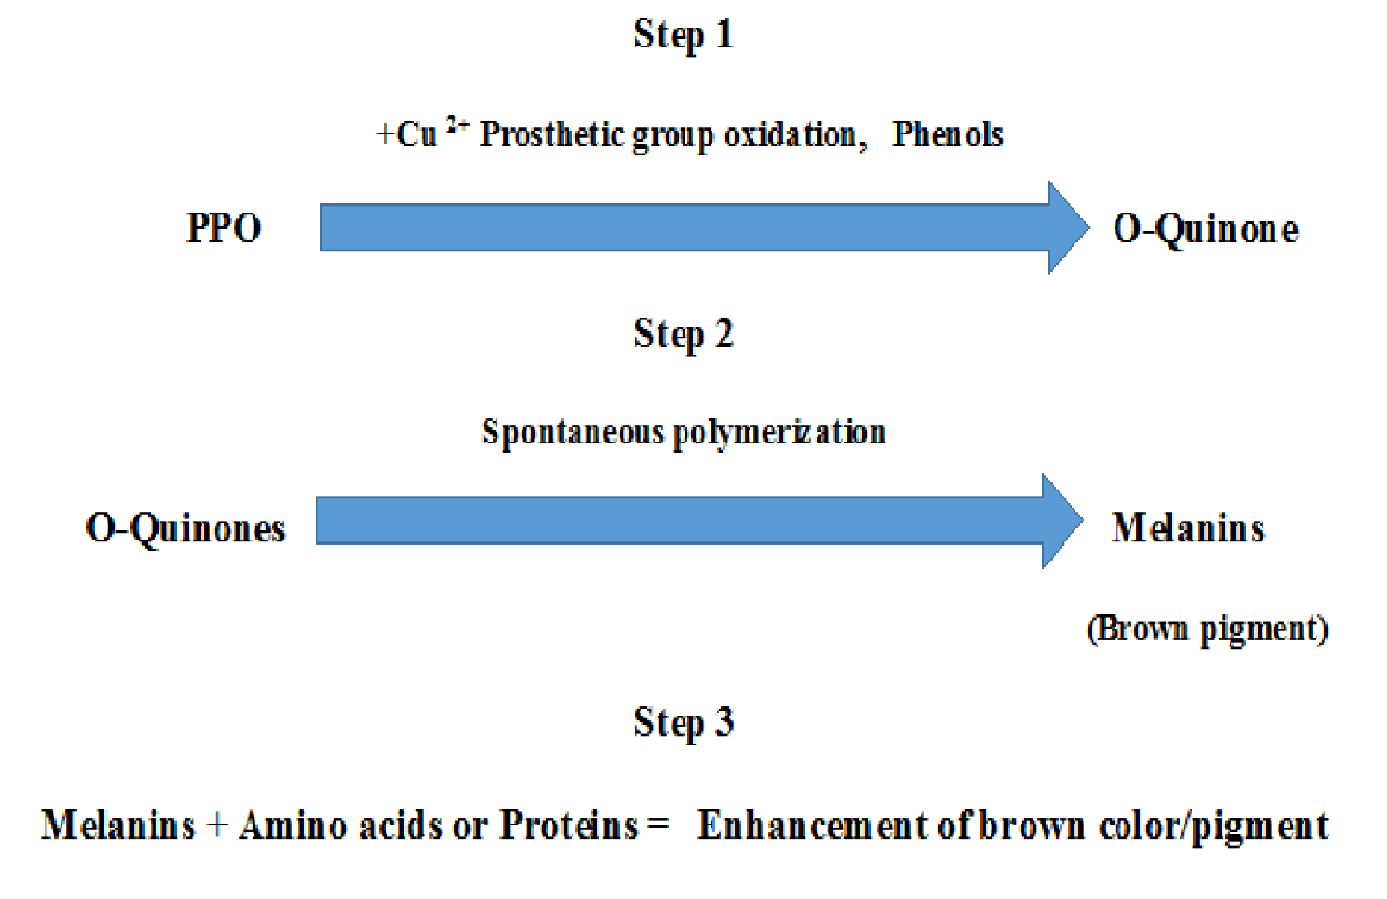 Step 1
+Cu 2+ Prosthetic group oxidation, Phenols
PPO O-Quinone
Step 2
Spontaneous polymerization
O-Quinones Melanins
(Brown pigment)
Step 3
Melanins + Amino acids or Proteins = Enhancement of brown color/pigment